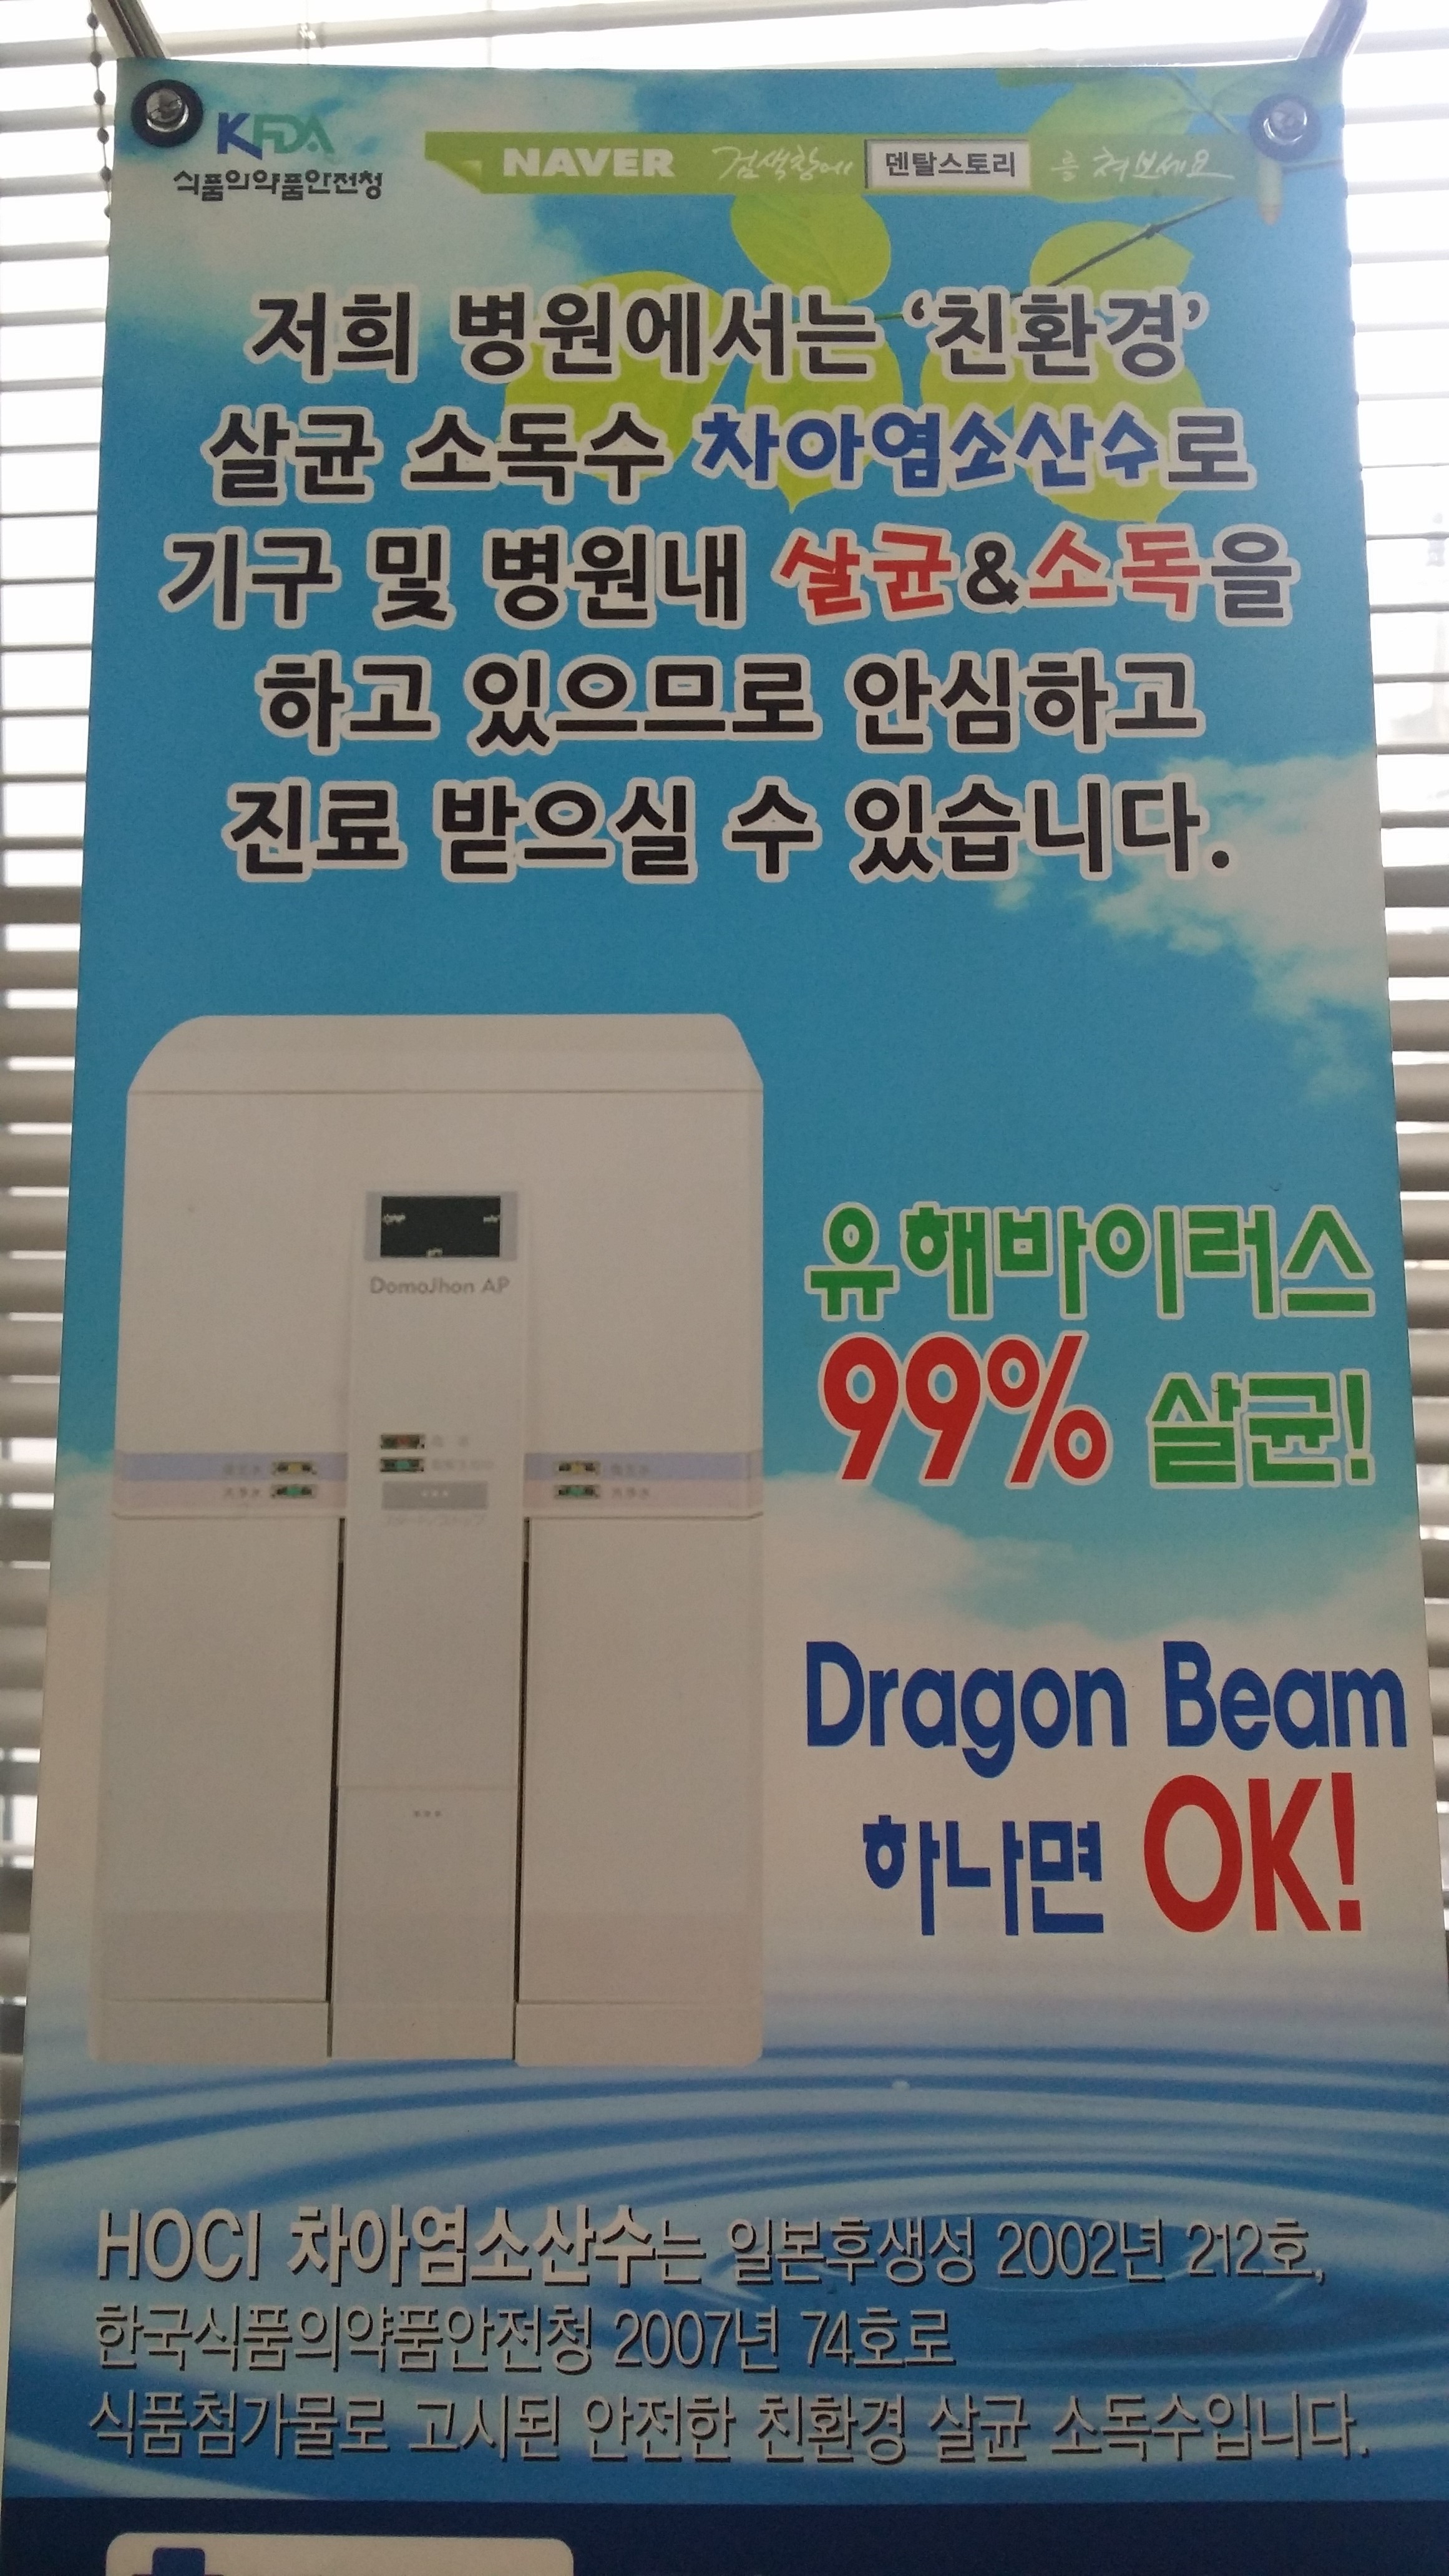 KFDA
식품의약품안전청
NAVER 검색창에 덴탈스토리 를 쳐보세요
저희 병원에서는 ‘친환경’
살균 소독수 차아염소산수로
기구 및 병원내 살균&소독을
하고 있으므로 안심하고
진료 받으실 수 있습니다.
DomoJhon AP
유해바이러스
99% 살균!
Dragon Beam
하나면 OK!
HOCI 차아염소산수는 일본후생성 2002년 212호,
한국식품의약품안전청 2007년 74호로
식품첨가물로 고시된 안전한 친환경 살균 소독수입니다.